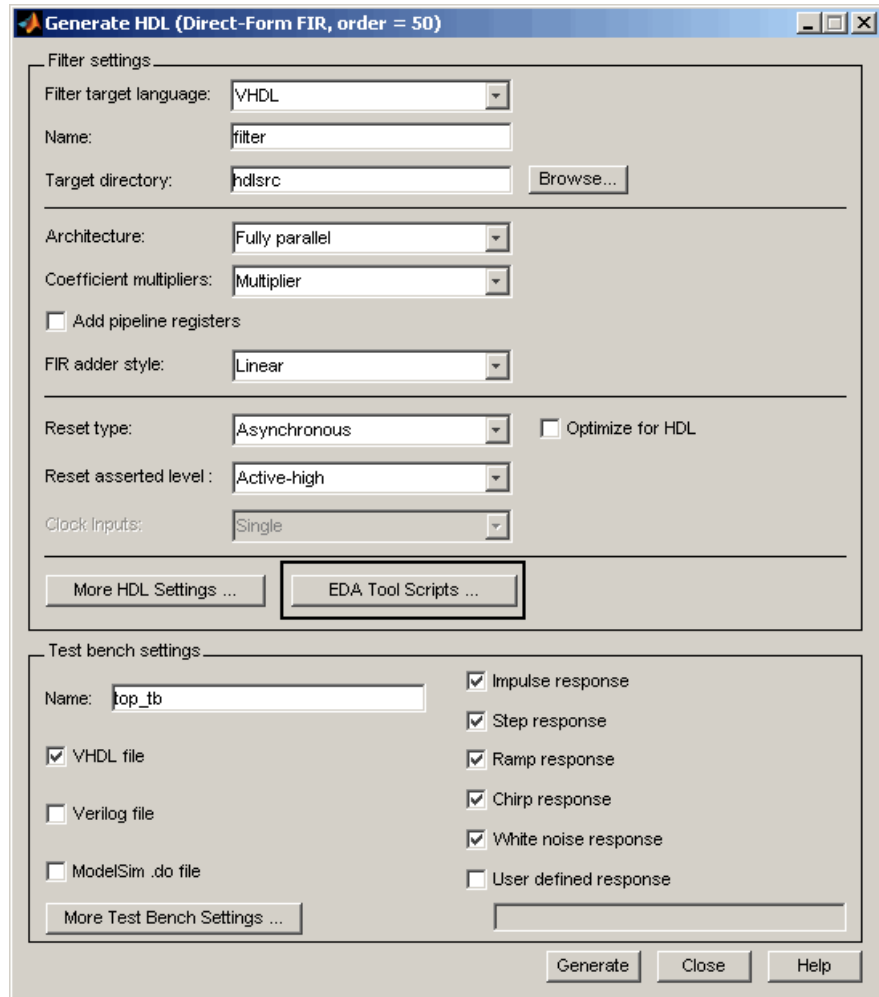 Generate HDL (Direct-Form FIR, order = 50)
Filter settings
Filter target language: VHDL
Name: filter
Target directory: hdlsrc Browse...
Architecture: Fully parallel
Coefficient multipliers: Multiplier
Add pipeline registers
FIR adder style: Linear
Reset type: Asynchronous Optimize for HDL
Reset asserted level : Active-high
Clock Inputs: Single
More HDL Settings ... EDA Tool Scripts ...
Test bench settings
Name: top_tb
Impulse response
Step response
VHDL file
Ramp response
Verilog file
Chirp response
White noise response
ModelSim .do file
User defined response
More Test Bench Settings ...
Generate Close Help